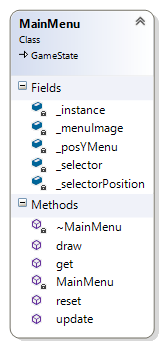 MainMenu
Class
GameState
Fields
_instance
_menuImage
_posYMenu
_selector
_selectorPosition
Methods
~MainMenu
draw
get
MainMenu
reset
update